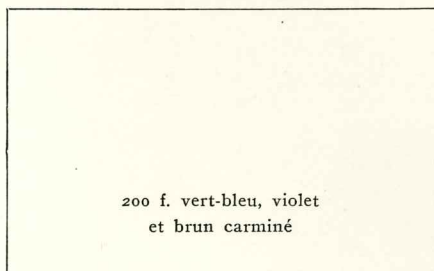 200 f. vert-bleu, violet
et brun carminé